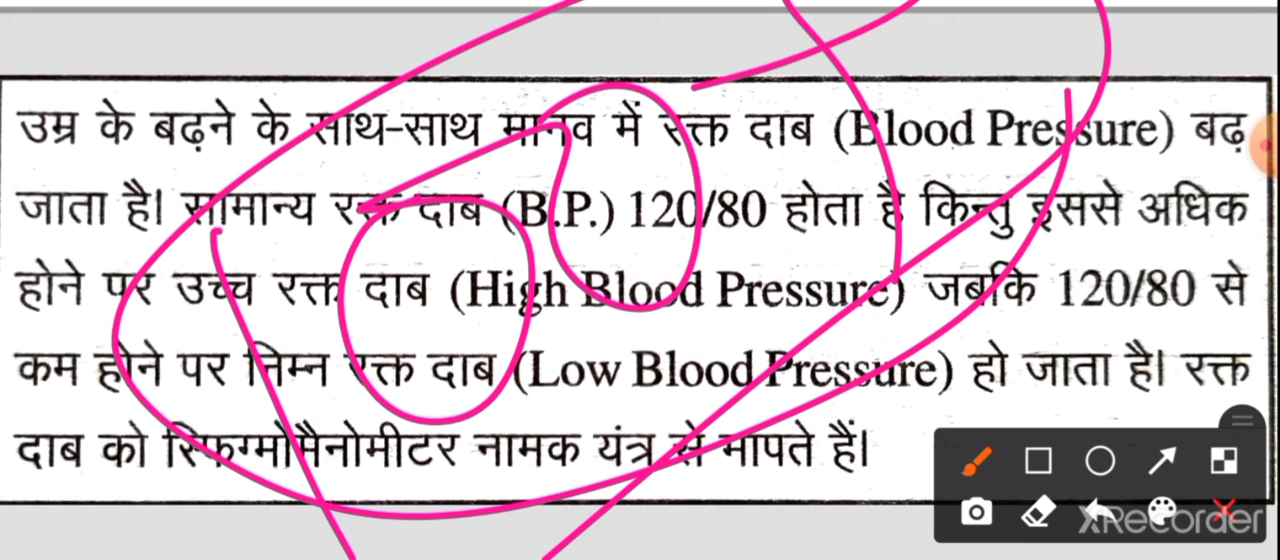 उम्र के बढ़ने के साथ-साथ मानव में रक्त दाब (Blood Pressure) बढ़
जाता है। सामान्य रक्त दाब (B.P.) 120/80 होता है किन्तु इससे अधिक
होने पर उच्च रक्त दाब (High Blood Pressure) जबकि 120/80 से
कम होने पर निम्न रक्त दाब (Low Blood Pressure) हो जाता है। रक्त
दाब को स्फिग्मोमैनोमीटर नामक यंत्र से मापते हैं।
XRecorder